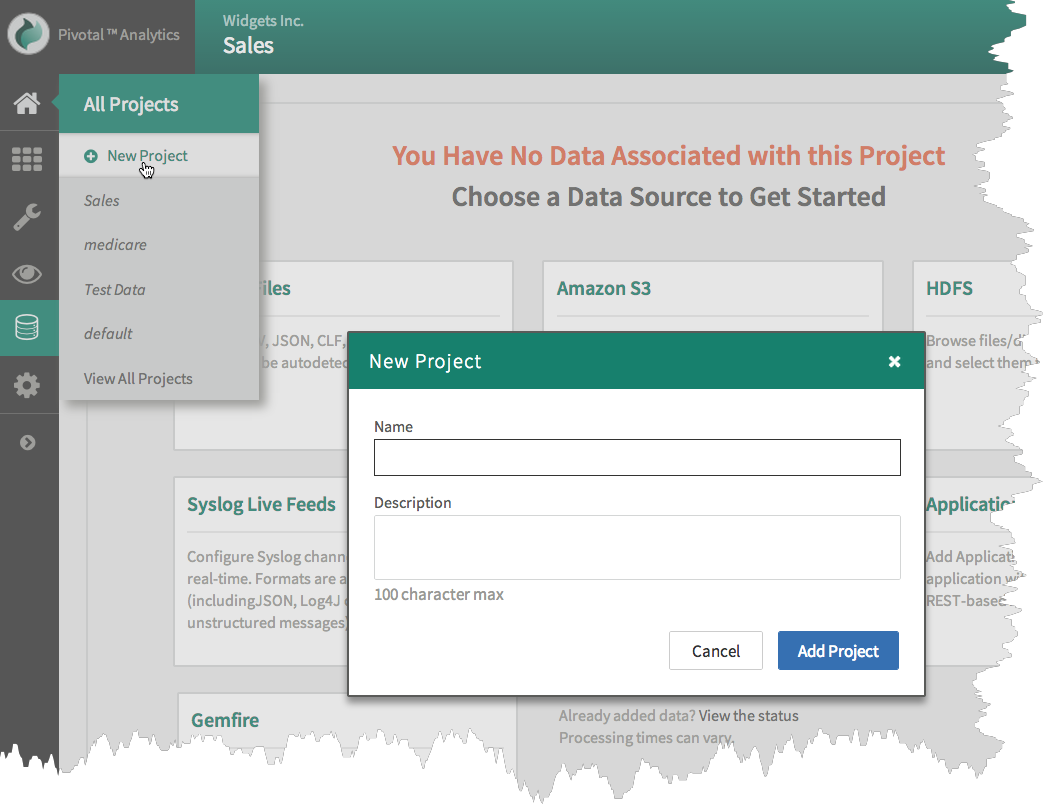 Pivotal™Analytics
Widgets Inc.
Sales
All Projects
New Project
Sales
medicare
Test Data
default
View All Projects
You Have No Data Associated with this Project
Choose a Data Source to Get Started
Files
JSON, CLF,
be autodetec
Amazon S3
HDFS
Browse files/d
and select them
New Project
Name
Description
100 character max
Cancel
Add Project
Syslog Live Feeds
Configure Syslog chann
real-time. Formats are a
(includingJSON, Log4J
unstructured messages)
Applicatio
Add Applicat
application wi
REST-based
Gemfire
Already added data? View the status
Processing times can vary.